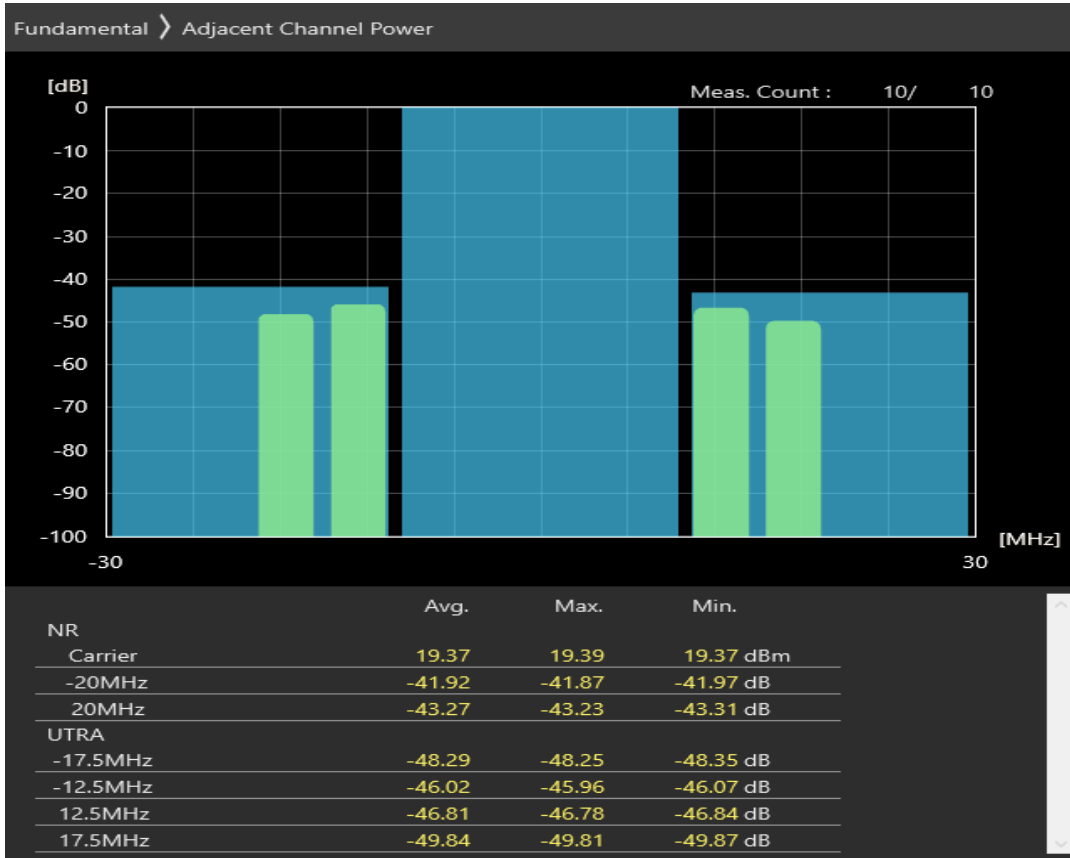 Fundamental 〉 Adjacent Channel Power
[dB]
Meas. Count : 10/ 10
0
-10
-20
-30
-40
-50
-60
-70
-80
-90
-100
[MHz]
-30 30
Avg. Max. Min.
NR
Carrier 19.37 19.39 19.37 dBm
-20MHz -41.92 -41.87 -41.97 dB
20MHz -43.27 -43.23 -43.31 dB
UTRA
-17.5MHz -48.29 -48.25 -48.35 dB
-12.5MHz -46.02 -45.96 -46.07 dB
12.5MHz -46.81 -46.78 -46.84 dB
17.5MHz -49.84 -49.81 -49.87 dB